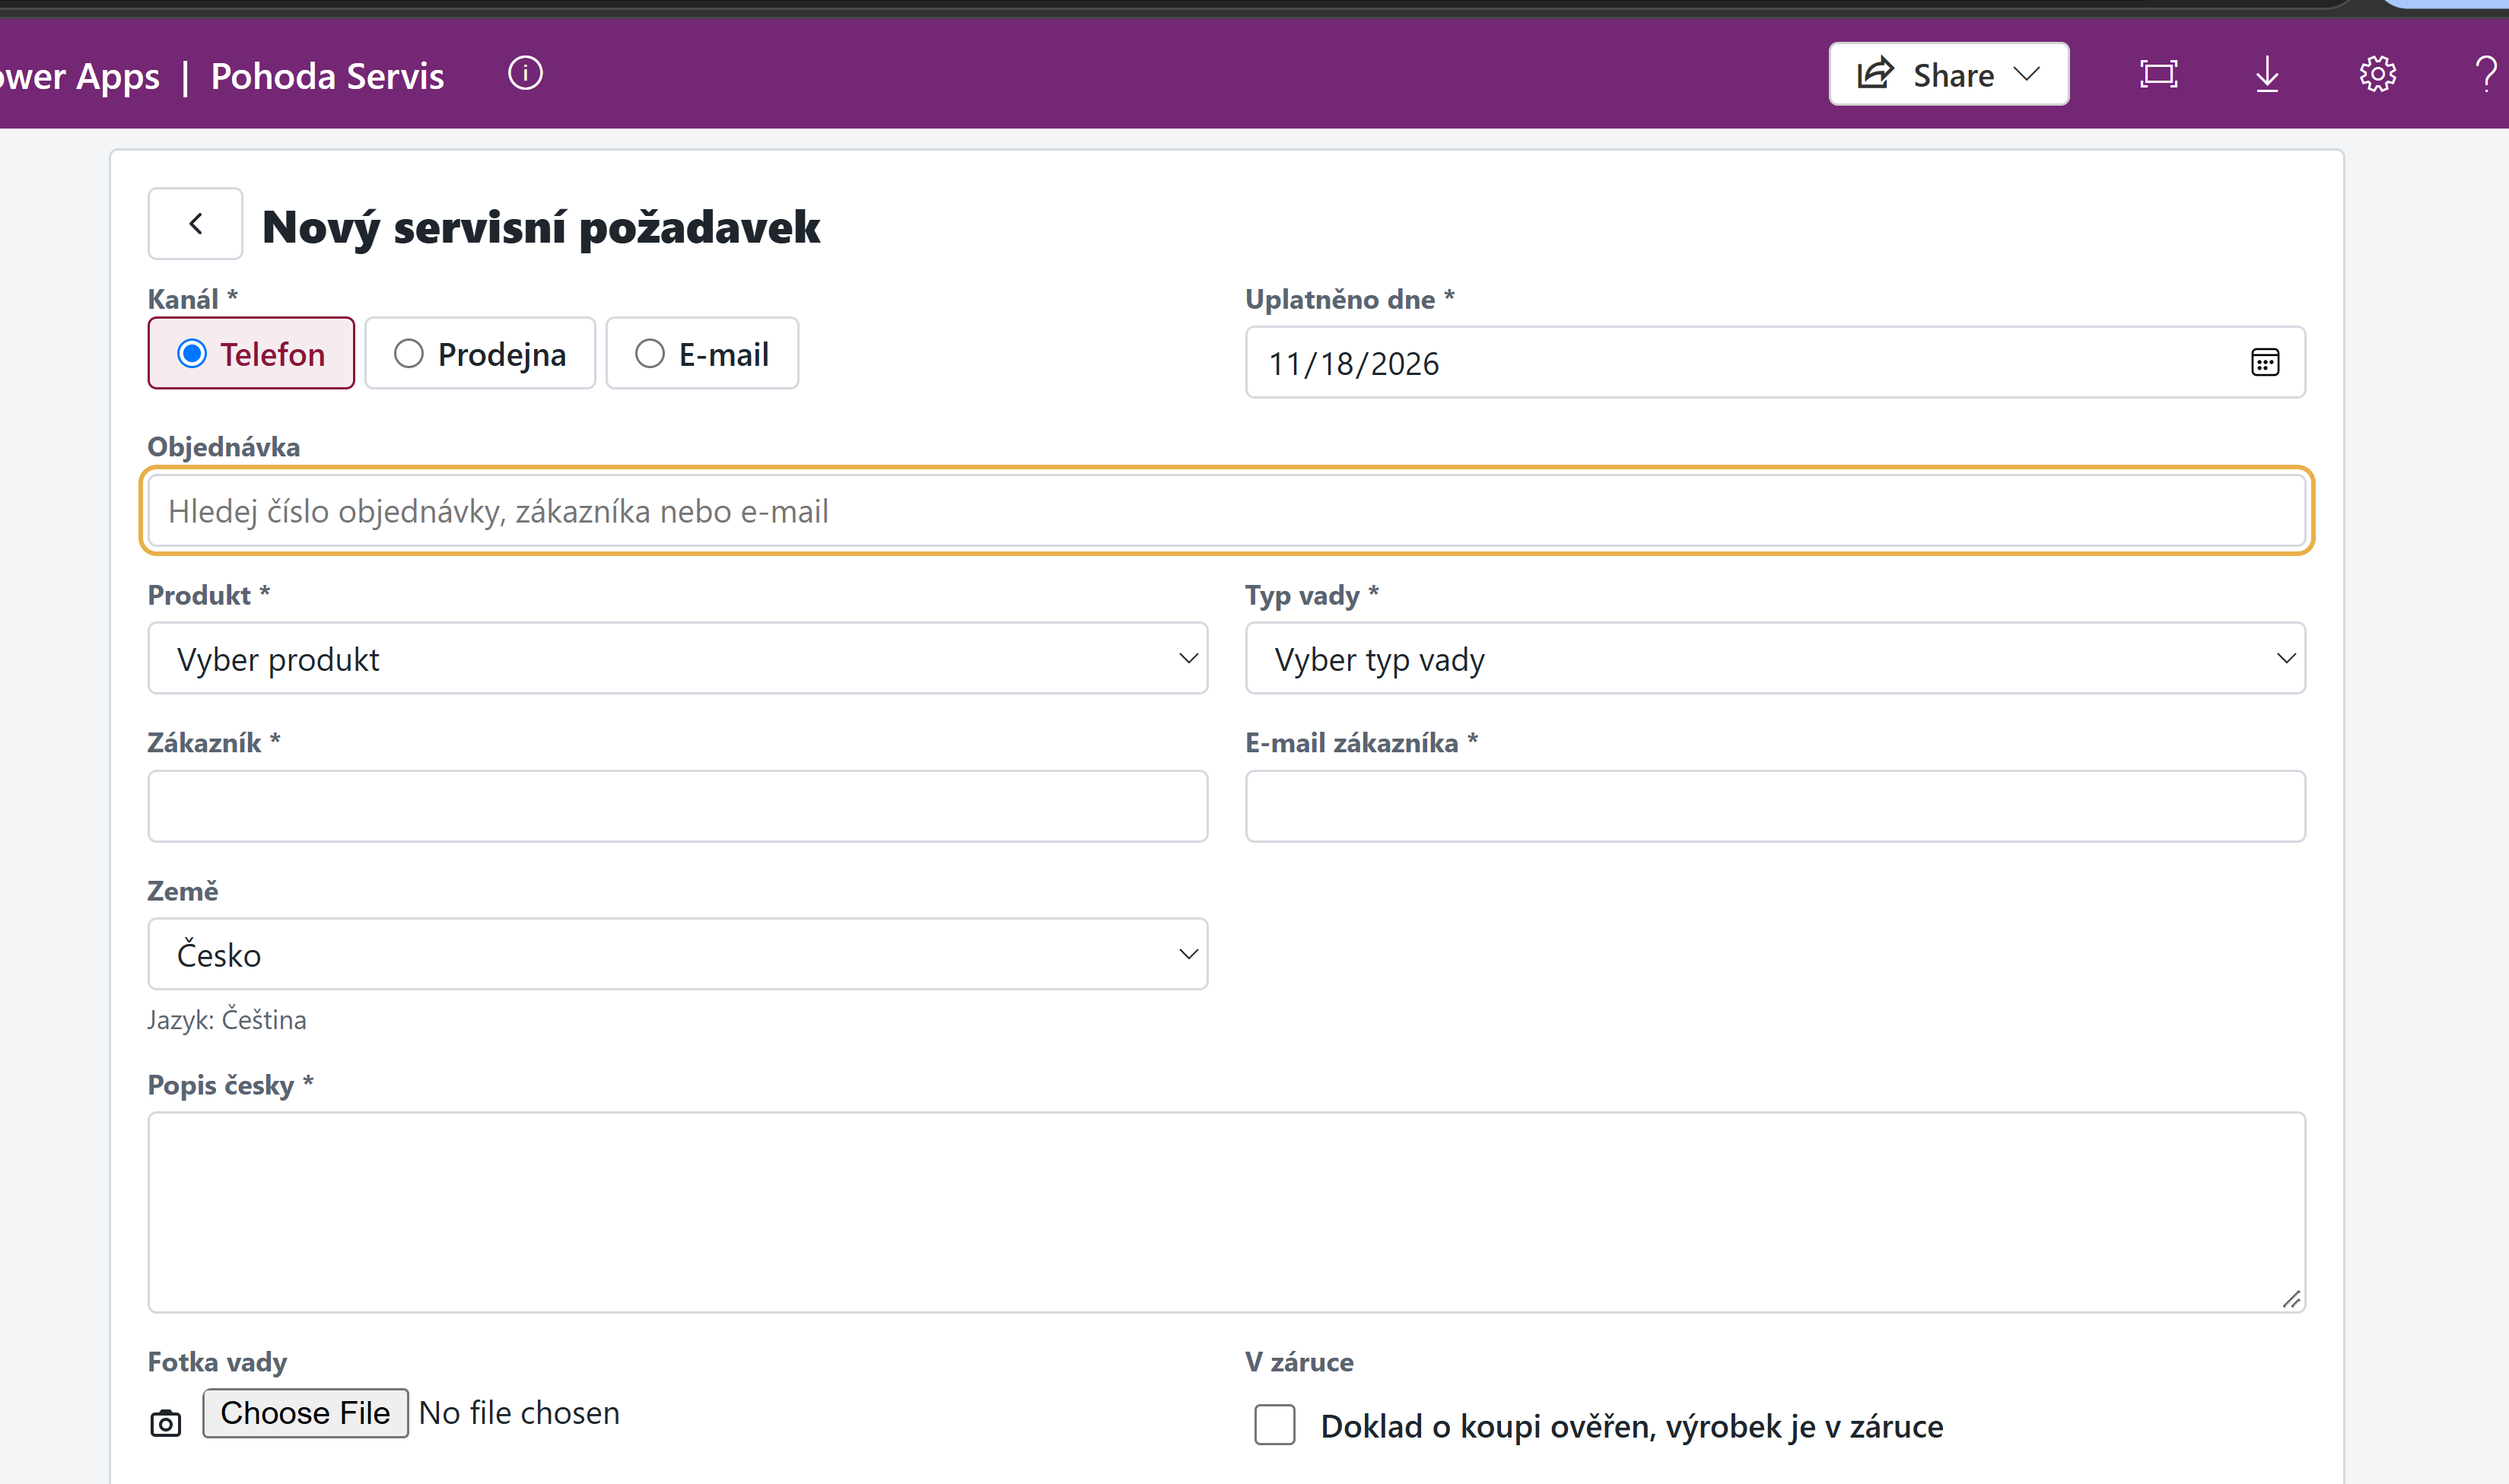 ower Apps | Pohoda Servis
Share
Nový servisní požadavek
Kanál *
Uplatněno dne *
Telefon
Prodejna
E-mail
11/18/2026
Objednávka
Hledej číslo objednávky, zákazníka nebo e-mail
Produkt *
Typ vady *
Vyber produkt
Vyber typ vady
Zákazník *
E-mail zákazníka *
Země
Česko
Jazyk: Čeština
Popis česky *
Fotka vady
V záruce
Choose File No file chosen
Doklad o koupi ověřen, výrobek je v záruce